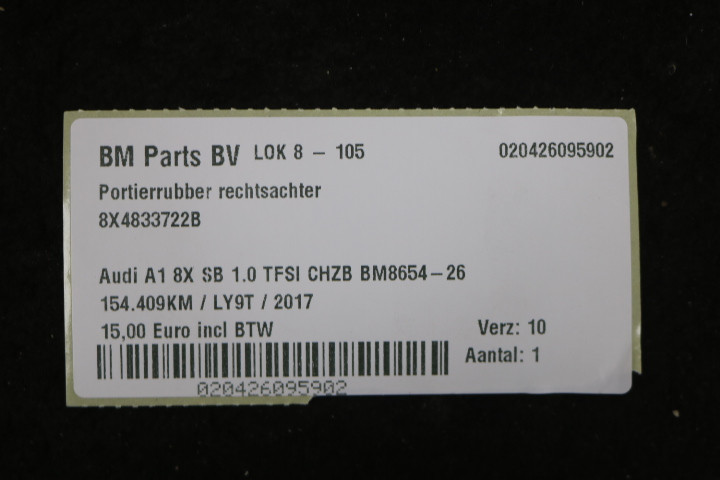 BM Parts BV LOK 8 - 105 020426095902
Portierrubber rechtsachter
8X4833722B
Audi A1 8X SB 1.0 TFSI CHZB BM8654-26
154.409KM / LY9T / 2017
15,00 Euro incl BTW Verz: 10
Aantal: 1
020426095902